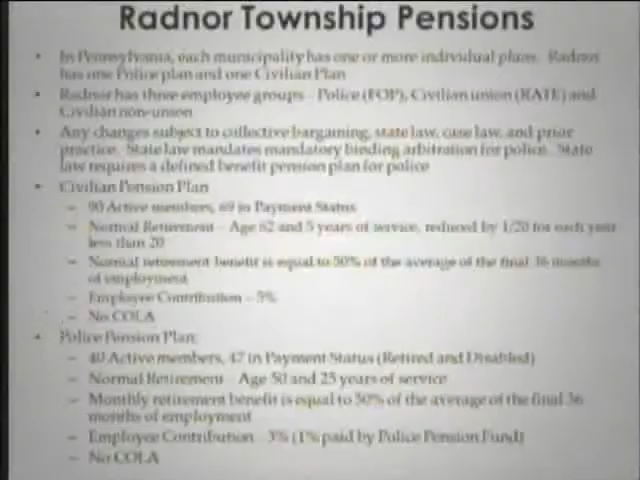 Radnor Township Pensions
• In Pennsylvania, each municipality has one or more individual plans. Radnor
has one Police plan and one Civilian Plan
• Radnor has three employee groups – Police (FOP), Civilian union (RATE) and
Civilian non-union
• Any changes subject to collective bargaining, state law, case law, and prior
practice. State law mandates mandatory binding arbitration for police. State
law requires a defined benefit pension plan for police
• Civilian Pension Plan
– 90 Active members, 69 in Payment Status
– Normal Retirement – Age 62 and 5 years of service, reduced by 1/20 for each year
less than 20
– Normal retirement benefit is equal to 50% of the average of the final 36 months
of employment
– Employee Contribution –
– No COLA
• Police Pension Plan:
– 40 Active members, 47 in Payment Status (Retired and Disabled)
– Normal Retirement – Age 50 and 25 years of service
– Monthly retirement benefit is equal to 50% of the average of the final 36
months of employment
– Employee Contribution – (1% paid by Police Pension Fund)
– No COLA